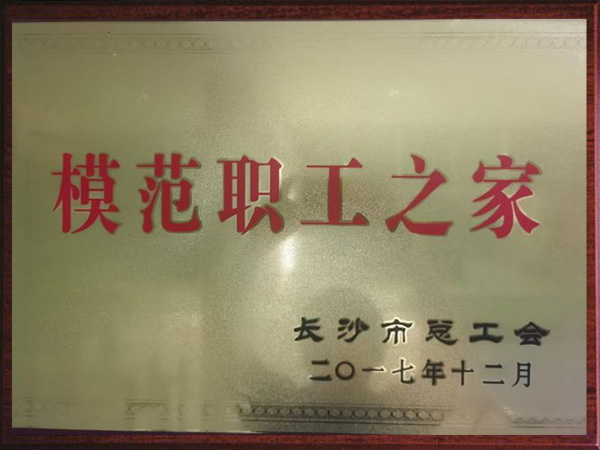 模范职工之家
长沙市总工会
二〇一七年十二月